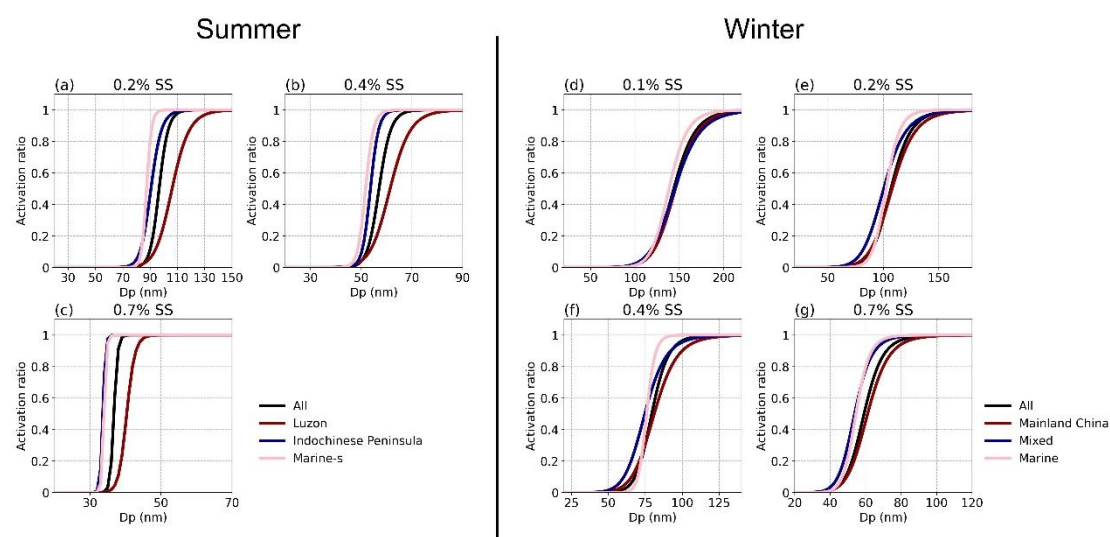 Summer
Winter
(a) 0.2% SS
1
0.8
0.6
0.4
0.2
0
Activation ratio
30 50 70 90 110 130 150
Dp (nm)
(b) 0.4% SS
1
0.8
0.6
0.4
0.2
0
Activation ratio
30 50 70 90
Dp (nm)
(c) 0.7% SS
1
0.8
0.6
0.4
0.2
0
Activation ratio
30 50 70
Dp (nm)
All
Luzon
Indochinese Peninsula
Marine-s
(d) 0.1% SS
1
0.8
0.6
0.4
0.2
0
Activation ratio
50 100 150 200
Dp (nm)
(e) 0.2% SS
1
0.8
0.6
0.4
0.2
0
Activation ratio
50 100 150
Dp (nm)
(f) 0.4% SS
1
0.8
0.6
0.4
0.2
0
Activation ratio
25 50 75 100 125
Dp (nm)
(g) 0.7% SS
1
0.8
0.6
0.4
0.2
0
Activation ratio
20 40 60 80 100 120
Dp (nm)
All
Mainland China
Mixed
Marine